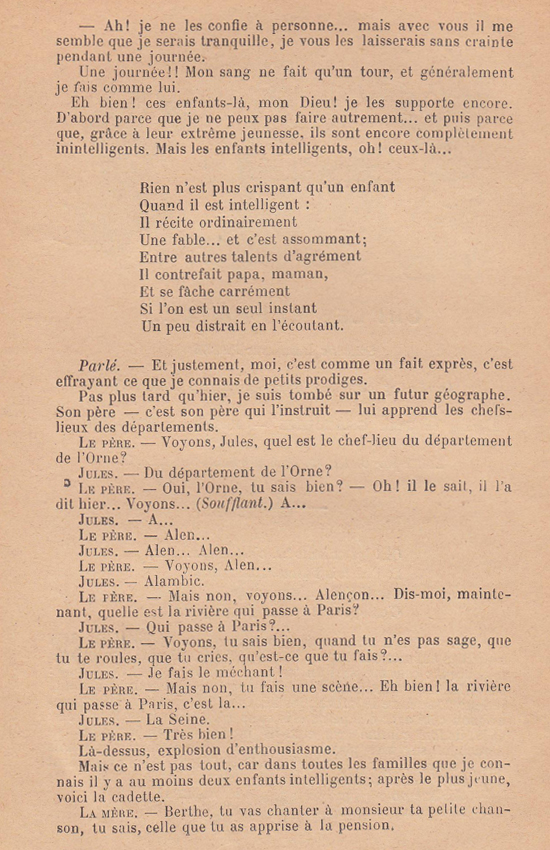 — Ah! je ne les confie à personne... mais avec vous il me
semble que je serais tranquille, je vous les laisserais sans crainte
pendant une journée.
Une journée!! Mon sang ne fait qu'un tour, et généralement
je fais comme lui.
Eh bien! ces enfants-là, mon Dieu! je les supporte encore.
D'abord parce que je ne peux pas faire autrement... et puis parce
que, grâce à leur extrême jeunesse, ils sont encore complètement
inintelligents. Mais les enfants intelligents, oh! ceux-là...
Rien n'est plus crispant qu'un enfant
Quand il est intelligent :
Il récite ordinairement
Une fable... et c'est assommant;
Entre autres talents d'agrément
Il contrefait papa, maman,
Et se fâche carrément
Si l'on est un seul instant
Un peu distrait en l'écoutant.
Parlé. — Et justement, moi, c'est comme un fait exprès, c'est
effrayant ce que je connais de petits prodiges.
Pas plus tard qu'hier, je suis tombé sur un futur géographe.
Son père — c'est son père qui l'instruit — lui apprend les chefs-
lieux des départements.
LE PÈRE. — Voyons, Jules, quel est le chef-lieu du département
de l'Orne?
JULES. — Du département de l'Orne?
LE PÈRE. — Oui, l'Orne, tu sais bien? — Oh! il le sait, il l'a
dit hier... Voyons... (Soufflant.) A...
JULES. — A...
LE PÈRE. — Alen...
JULES. — Alen... Alen...
LE PÈRE. — Voyons, Alen...
JULES. — Alambic.
LE PÈRE. — Mais non, voyons... Alençon... Dis-moi, mainte-
nant, quelle est la rivière qui passe à Paris?
JULES. — Qui passe à Paris?...
LE PÈRE. — Voyons, tu sais bien, quand tu n'es pas sage, que
tu te roules, que tu cries, qu'est-ce que tu fais?...
JULES. — Je fais le méchant!
LE PÈRE. — Mais non, tu fais une scène... Eh bien! la rivière
qui passe à Paris, c'est la...
JULES. — La Seine.
LE PÈRE. — Très bien!
Là-dessus, explosion d'enthousiasme.
Mais ce n'est pas tout, car dans toutes les familles que je con-
nais il y a au moins deux enfants intelligents; après le plus jeune,
voici la cadette.
LA MÈRE. — Berthe, tu vas chanter à monsieur ta petite chan-
son, tu sais, celle que tu as apprise à la pension.